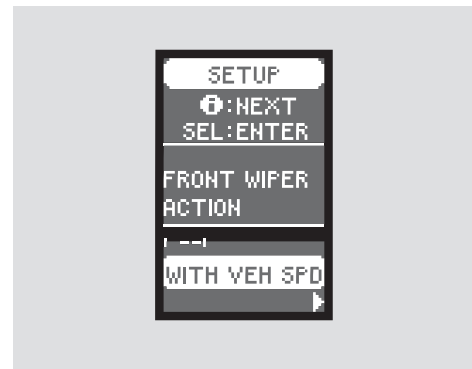 SETUP
ℹ:NEXT
SEL:ENTER
FRONT WIPER
ACTION
WITH VEH SPD